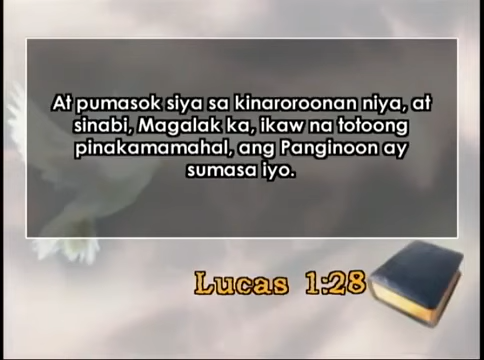 At pumasok siya sa kinaroroonan niya, at
sinabi, Magalak ka, ikaw na totoong
pinakamamahal, ang Panginoon ay
sumasa iyo.
Lucas 1:28